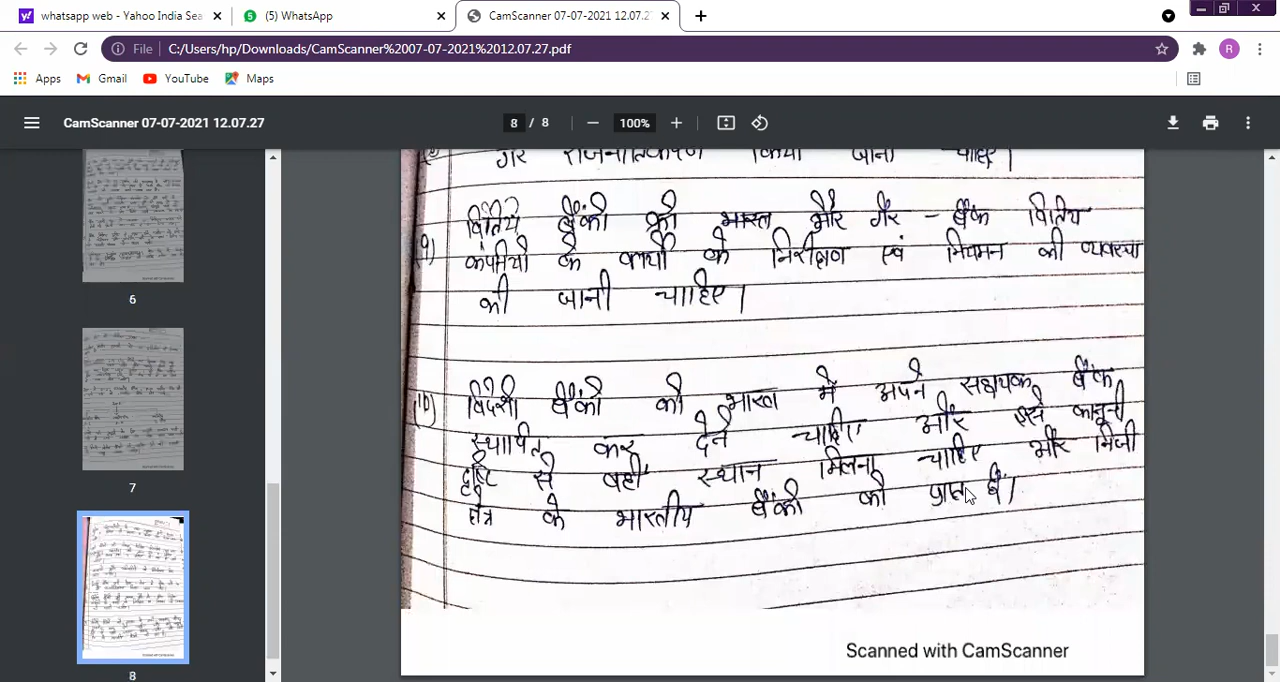 whatsapp web - Yahoo India Sea
(5) WhatsApp
CamScanner 07-07-2021 12.07.27
File C:/Users/hp/Downloads/CamScanner%2007-07-2021%2012.07.27.pdf
R
Apps Gmail YouTube Maps
CamScanner 07-07-2021 12.07.27 8 / 8 100%
6
7
8
गैर राजनीतिकरण किया जाना चाहिए।
(9) वित्तिये बैंको की भारत और गैर - बैंक वित्तिय
कंपनियो के कार्यो के निरीक्षण एवं नियमन की व्यवस्था
की जानी चाहिए।
(10) विदेशी बैंको को भारत में अपने सहायक बैंक
स्थापित कर देने चाहिए और इसे कानूनी
दृष्टि से वही स्थान मिलना चाहिए और निजी
क्षेत्र के भारतीय बैंको को प्राप्त है।
Scanned with CamScanner